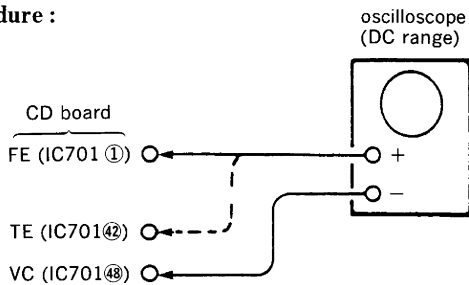 dure :
oscilloscope
(DC range)
CD board
FE (IC701 ①)
+
−
TE (IC701㊷)
VC (IC701㊽)